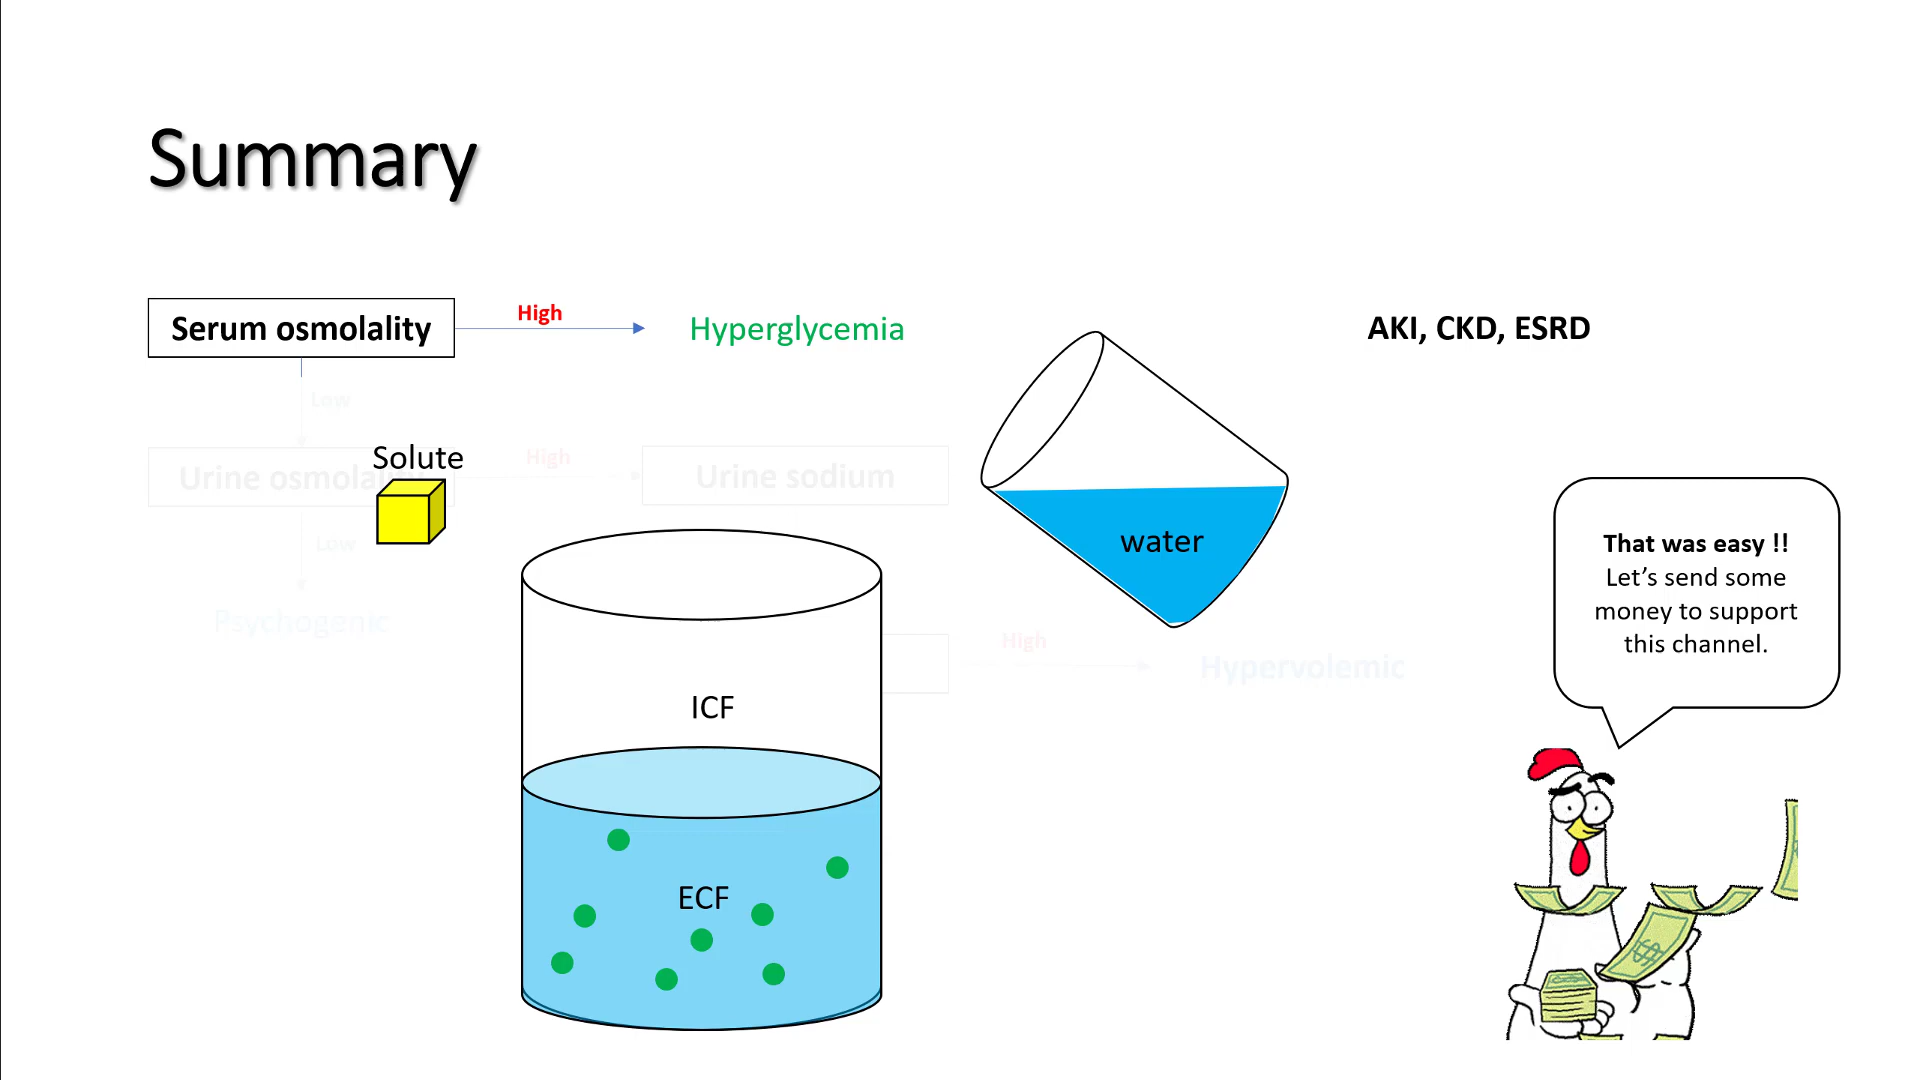 Summary
Serum osmolality
High
Hyperglycemia
AKI, CKD, ESRD
Low
Solute
Urine osmola
High
Urine sodium
water
Low
Psychogenic
High
Hypervolemic
ICF
ECF
That was easy !!
Let’s send some
money to support
this channel.